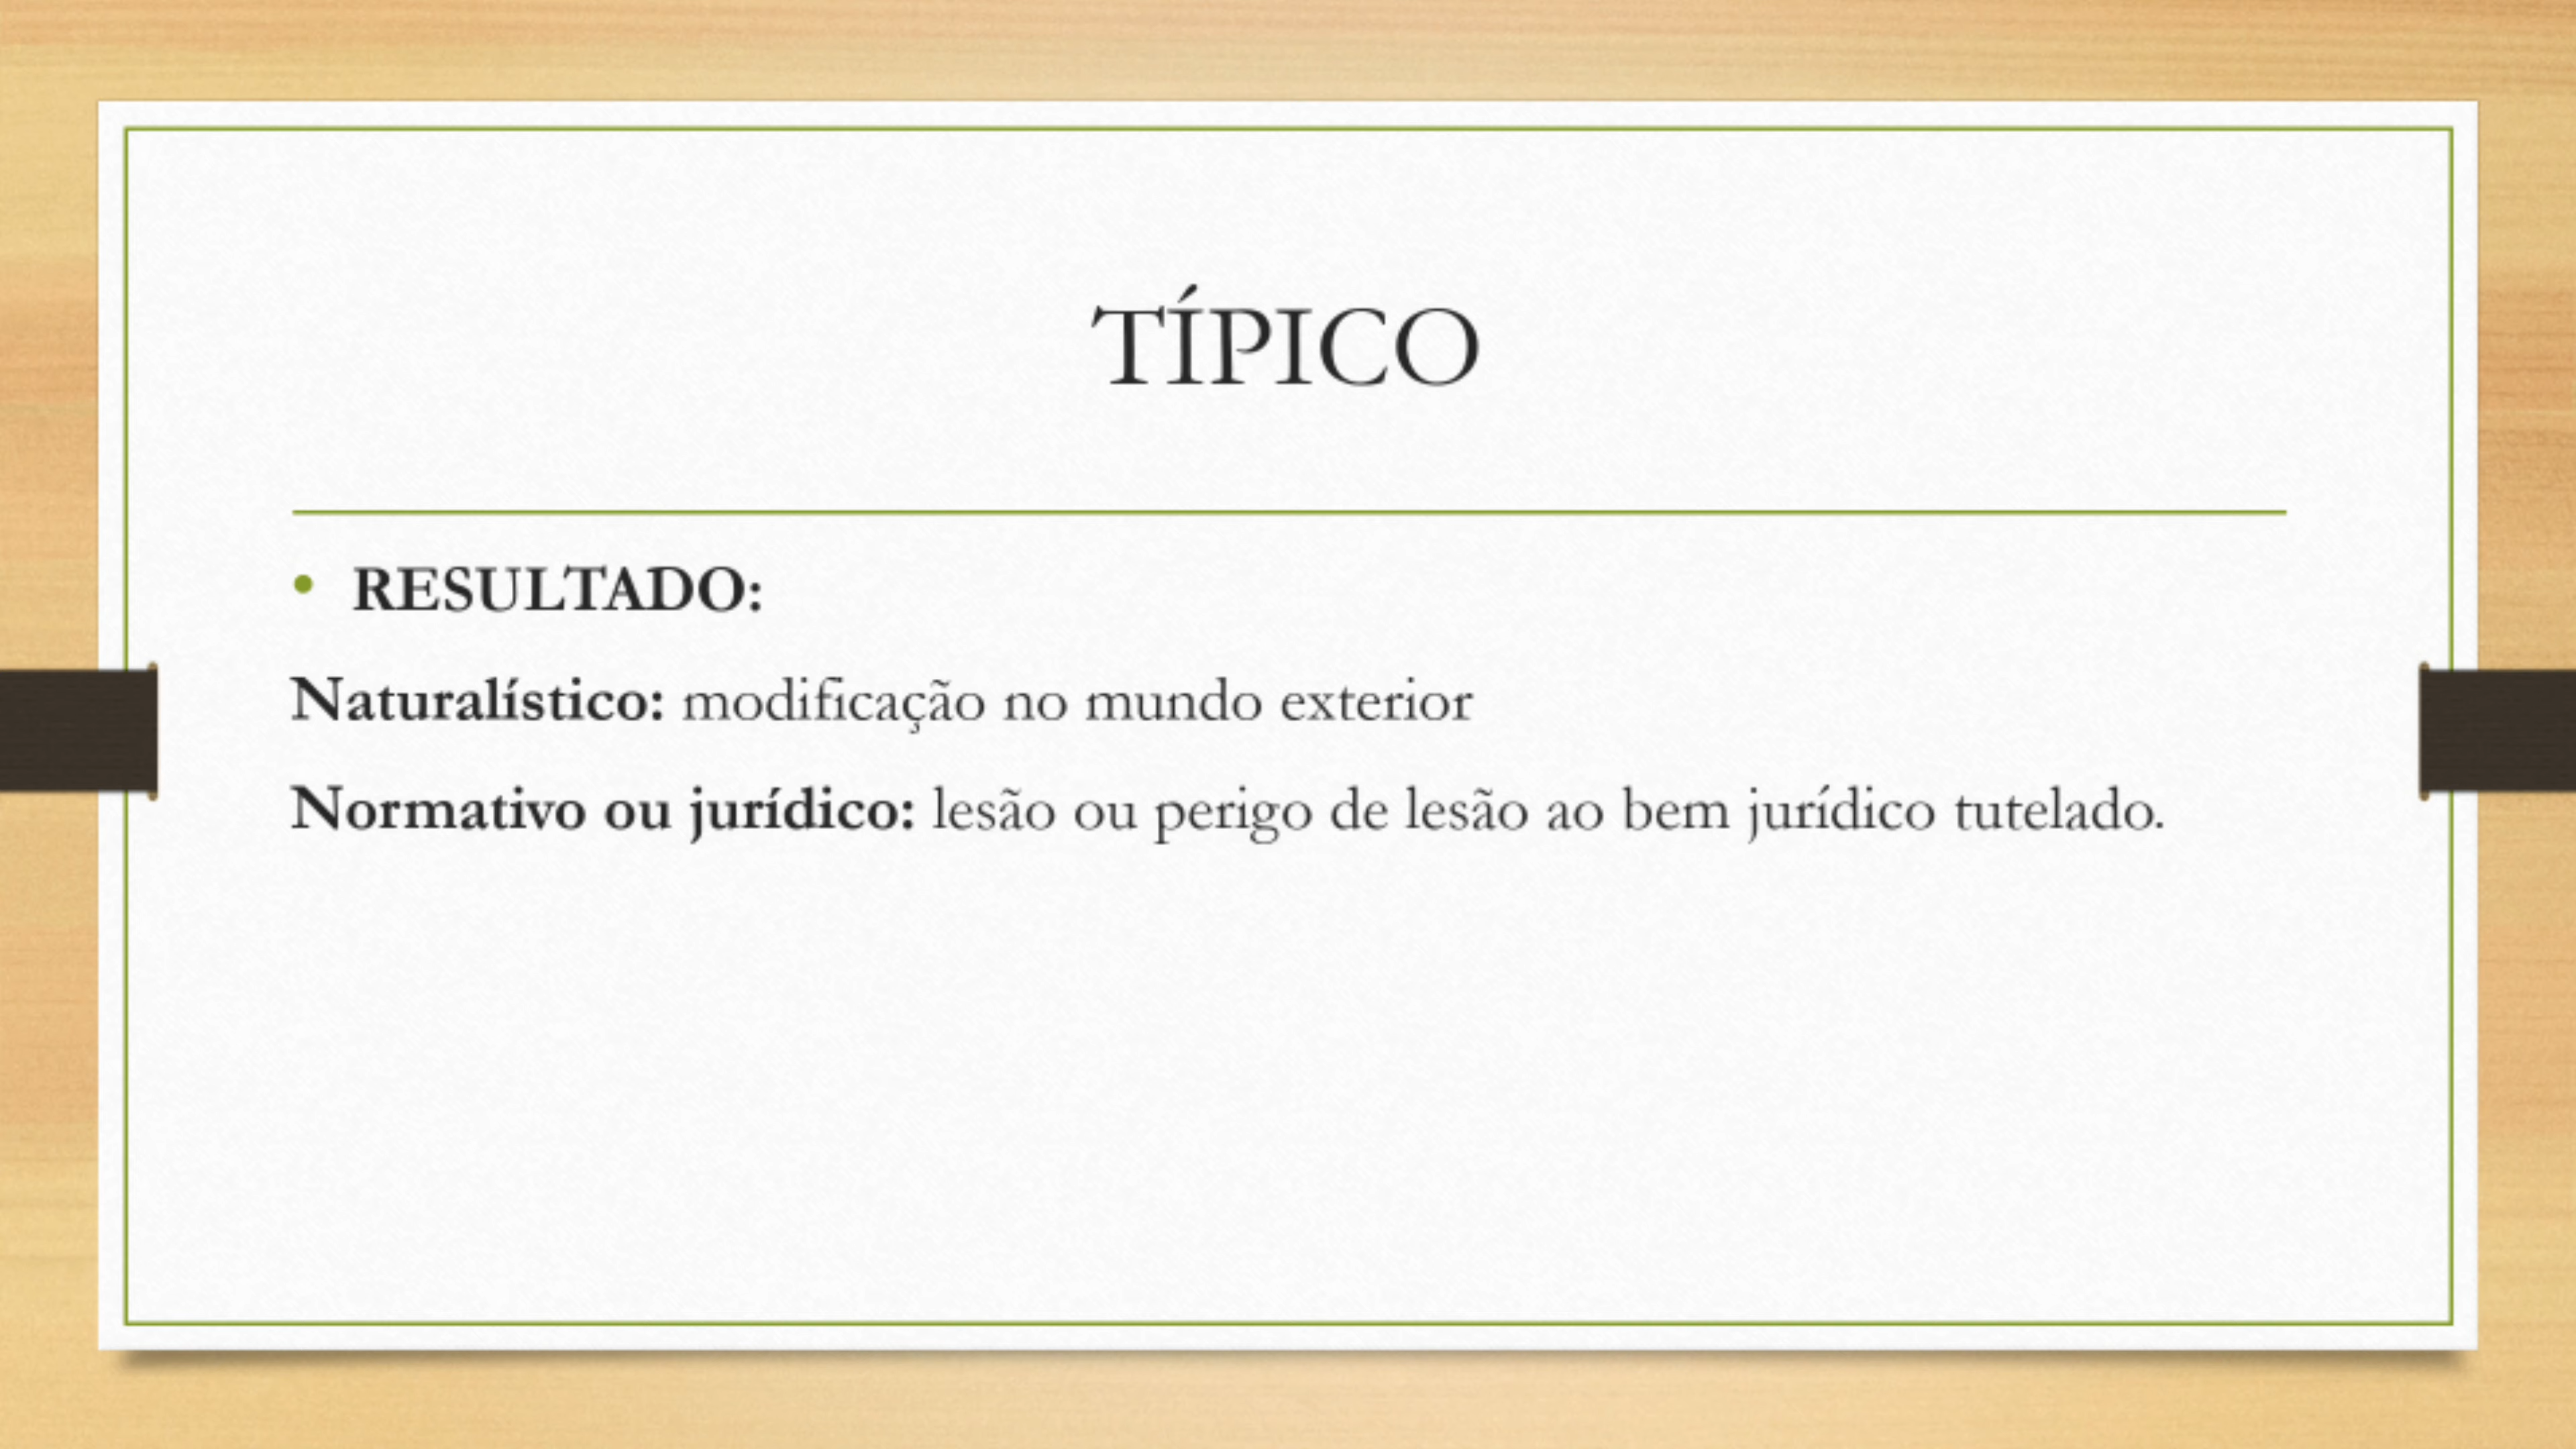 TÍPICO
• RESULTADO:
Naturalístico: modificação no mundo exterior
Normativo ou jurídico: lesão ou perigo de lesão ao bem jurídico tutelado.